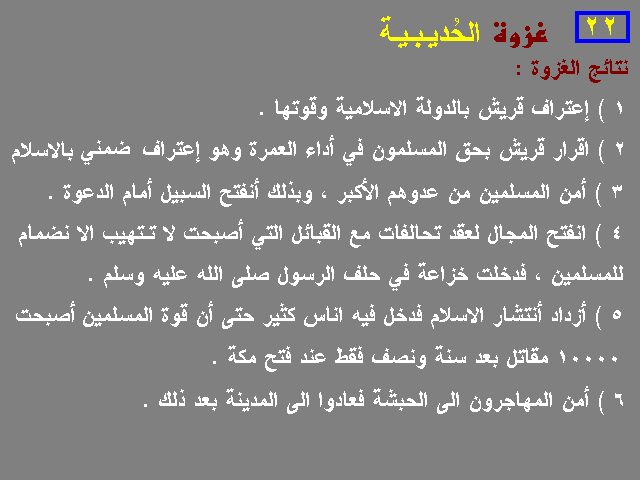 ٢٢
غزوة الحُديـبـيـة
نتائج الغزوة :
١ ) إعتراف قريش بالدولة الاسلامية وقوتها .
٢ ) اقرار قريش بحق المسلمون في أداء العمرة وهو إعتراف ضمني بالاسلام
٣ ) أمن المسلمين من عدوهم الأكبر ، وبذلك أنفتح السبيل أمام الدعوة .
٤ ) انفتح المجال لعقد تحالفات مع القبائل التي أصبحت لا تـتهيب الا نضمام
للمسلمين ، فدخلت خزاعة في حلف الرسول صلى الله عليه وسلم .
٥ ) أزداد أنتشار الاسلام فدخل فيه اناس كثير حتى أن قوة المسلمين أصبحت
١٠٠٠٠ مقاتل بعد سنة ونصف فقط عند فتح مكة .
٦ ) أمن المهاجرون الى الحبشة فعادوا الى المدينة بعد ذلك .